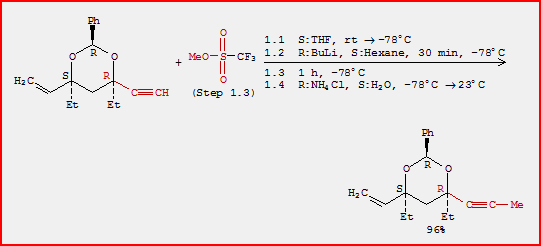 Ph
R
O O
S R
H₂C C≡CH
Et Et
+
O
MeO S CF₃
O
(Step 1.3)
1.1 S:THF, rt → -78°C
1.2 R:BuLi, S:Hexane, 30 min, -78°C
1.3 1 h, -78°C
1.4 R:NH₄Cl, S:H₂O, -78°C → 23°C
Ph
R
O O
S R
H₂C C≡C—Me
Et Et
96%